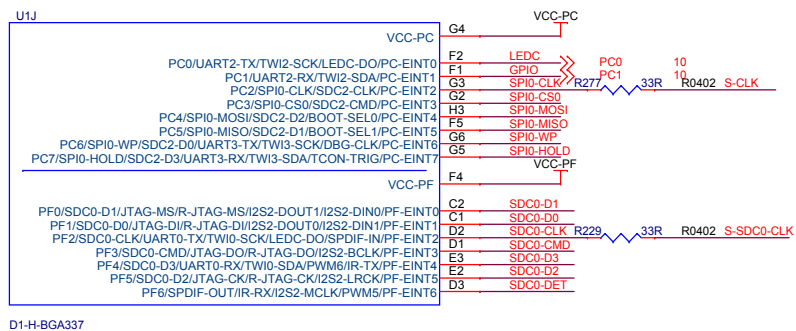 U1J
VCC-PC G4 VCC-PC
PC0/UART2-TX/TWI2-SCK/LEDC-DO/PC-EINT0 F2 LEDC PC0 10
PC1/UART2-RX/TWI2-SDA/PC-EINT1 F1 GPIO PC1 10
PC2/SPI0-CLK/SDC2-CLK/PC-EINT2 G3 SPI0-CLK R277 33R R0402 S-CLK
PC3/SPI0-CS0/SDC2-CMD/PC-EINT3 G2 SPI0-CS0
PC4/SPI0-MOSI/SDC2-D2/BOOT-SEL0/PC-EINT4 H3 SPI0-MOSI
PC5/SPI0-MISO/SDC2-D1/BOOT-SEL1/PC-EINT5 F5 SPI0-MISO
PC6/SPI0-WP/SDC2-D0/UART3-TX/TWI3-SCK/DBG-CLK/PC-EINT6 G6 SPI0-WP
PC7/SPI0-HOLD/SDC2-D3/UART3-RX/TWI3-SDA/TCON-TRIG/PC-EINT7 G5 SPI0-HOLD
VCC-PF F4 VCC-PF
PF0/SDC0-D1/JTAG-MS/R-JTAG-MS/I2S2-DOUT1/I2S2-DIN0/PF-EINT0 C2 SDC0-D1
PF1/SDC0-D0/JTAG-DI/R-JTAG-DI/I2S2-DOUT0/I2S2-DIN1/PF-EINT1 C1 SDC0-D0
PF2/SDC0-CLK/UART0-TX/TWI0-SCK/LEDC-DO/SPDIF-IN/PF-EINT2 D2 SDC0-CLK R229 33R R0402 S-SDC0-CLK
PF3/SDC0-CMD/JTAG-DO/R-JTAG-DO/I2S2-BCLK/PF-EINT3 D1 SDC0-CMD
PF4/SDC0-D3/UART0-RX/TWI0-SDA/PWM6/IR-TX/PF-EINT4 E3 SDC0-D3
PF5/SDC0-D2/JTAG-CK/R-JTAG-CK/I2S2-LRCK/PF-EINT5 E2 SDC0-D2
PF6/SPDIF-OUT/IR-RX/I2S2-MCLK/PWM5/PF-EINT6 D3 SDC0-DET
D1-H-BGA337